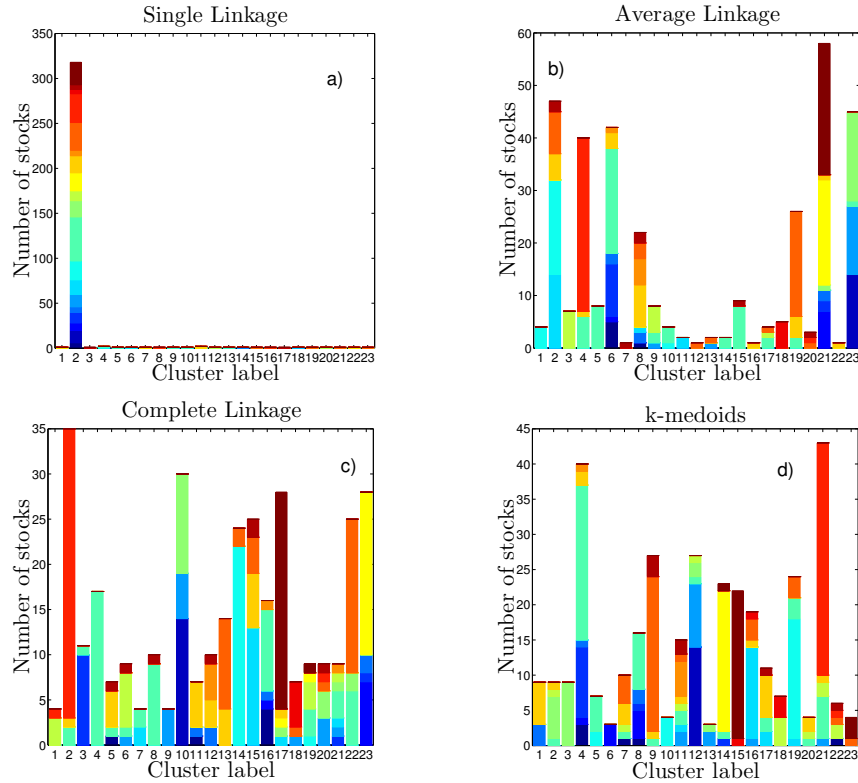 Single Linkage
Number of stocks
350
300
250
200
150
100
50
0
a)
1 2 3 4 5 6 7 8 9 10 11 12 13 14 15 16 17 18 19 20 21 22 23
Cluster label
Average Linkage
Number of stocks
60
50
40
30
20
10
0
b)
1 2 3 4 5 6 7 8 9 10 11 12 13 14 15 16 17 18 19 20 21 22 23
Cluster label
Complete Linkage
Number of stocks
35
30
25
20
15
10
5
0
c)
1 2 3 4 5 6 7 8 9 10 11 12 13 14 15 16 17 18 19 20 21 22 23
Cluster label
k-medoids
Number of stocks
45
40
35
30
25
20
15
10
5
0
d)
1 2 3 4 5 6 7 8 9 10 11 12 13 14 15 16 17 18 19 20 21 22 23
Cluster label